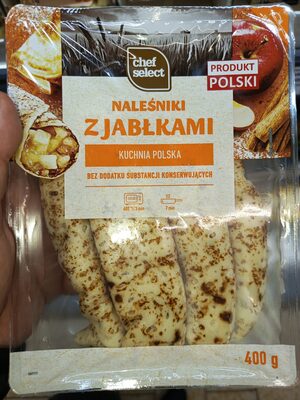 chef
select
PRODUKT
POLSKI
NALEŚNIKI
Z JABŁKAMI
KUCHNIA POLSKA
BEZ DODATKU SUBSTANCJI KONSERWUJĄCYCH
400 g